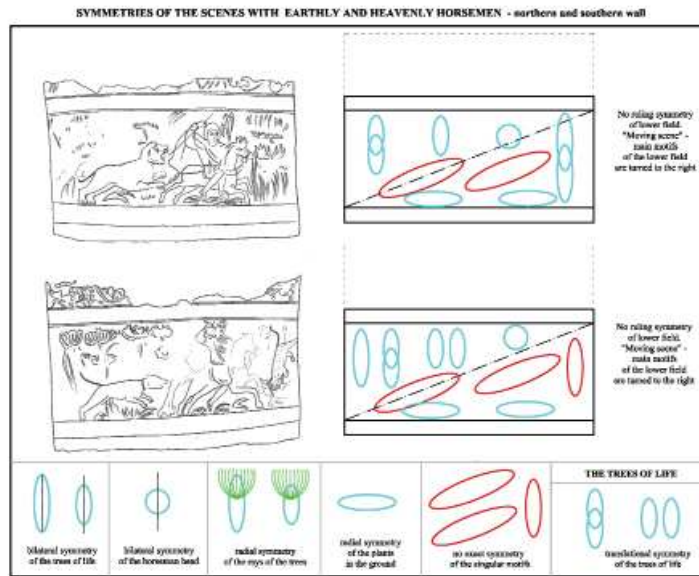 SYMMETRIES OF THE SCENES WITH EARTHLY AND HEAVENLY HORSEMEN - northern and southern wall
No ruling symmetry
of lower field.
"Moving scene" -
main motifs
of the lower field
are turned to the right
No ruling symmetry
of lower field.
"Moving scene" -
main motifs
of the lower field
are turned to the right
bilateral symmetry
of the trees of life
bilateral symmetry
of the horseman head
radial symmetry
of the rays of the trees
radial symmetry
of the plants
in the ground
no exact symmetry
of the singular motifs
THE TREES OF LIFE
translational symmetry
of the trees of life